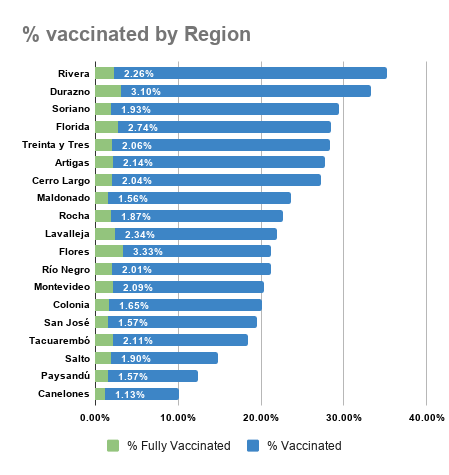 % vaccinated by Region
Rivera 2.26%
Durazno 3.10%
Soriano 1.93%
Florida 2.74%
Treinta y Tres 2.06%
Artigas 2.14%
Cerro Largo 2.04%
Maldonado 1.56%
Rocha 1.87%
Lavalleja 2.34%
Flores 3.33%
Río Negro 2.01%
Montevideo 2.09%
Colonia 1.65%
San José 1.57%
Tacuarembó 2.11%
Salto 1.90%
Paysandú 1.57%
Canelones 1.13%
0.00% 10.00% 20.00% 30.00% 40.00%
% Fully Vaccinated % Vaccinated